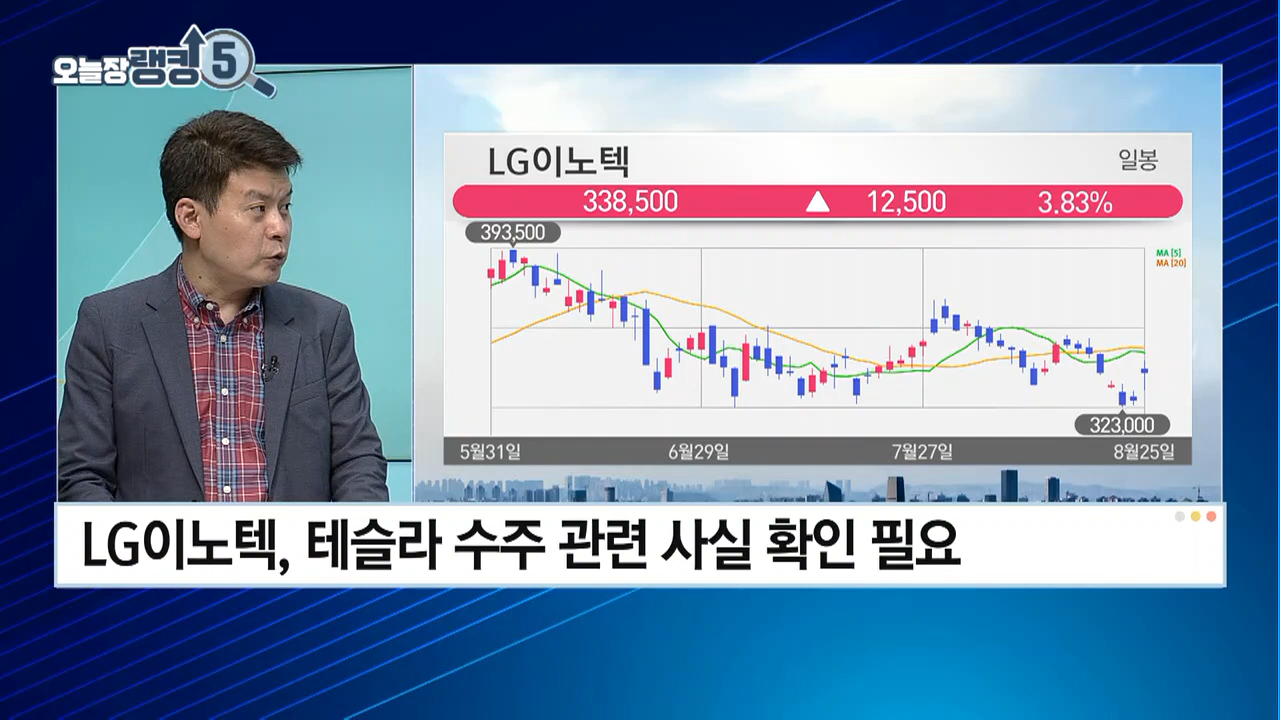 오늘장 랭킹 5
LG이노텍
일봉
338,500 ▲ 12,500 3.83%
393,500
MA [5]
MA [20]
323,000
5월31일 6월29일 7월27일 8월25일
LG이노텍, 테슬라 수주 관련 사실 확인 필요